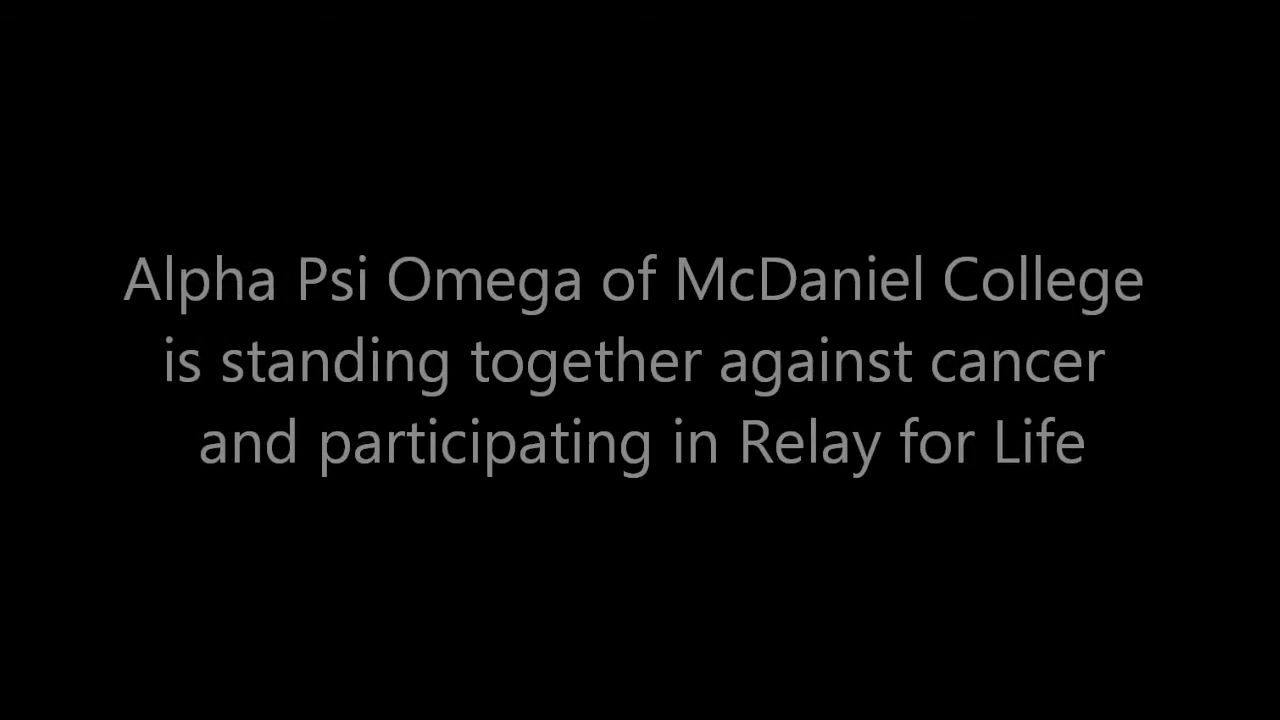 Alpha Psi Omega of McDaniel College
is standing together against cancer
and participating in Relay for Life